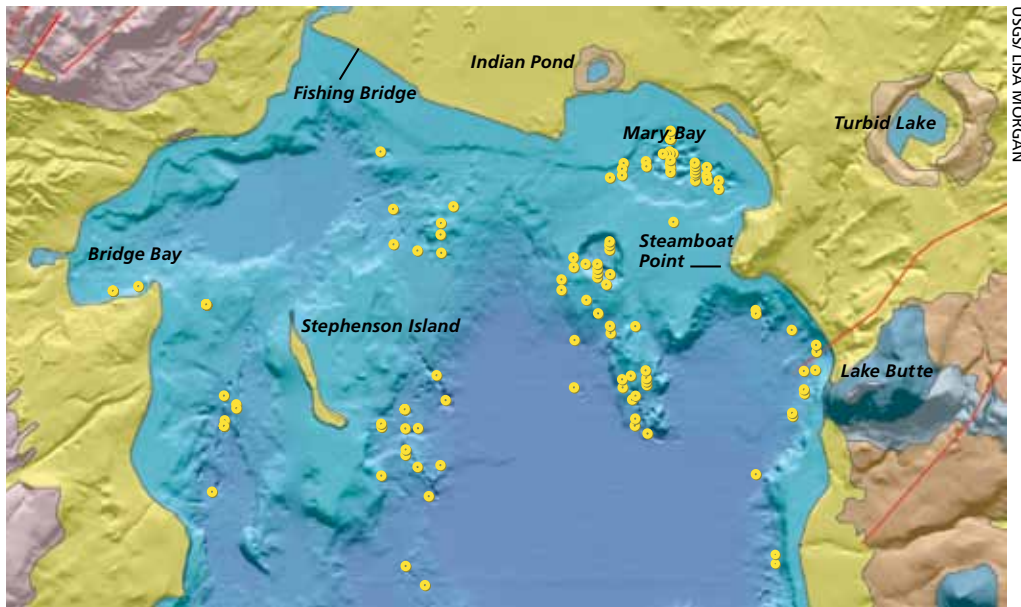 USGS/ LISA MORGAN
Indian Pond
Fishing Bridge
Mary Bay
Turbid Lake
Bridge Bay
Steamboat
Point
Stephenson Island
Lake Butte